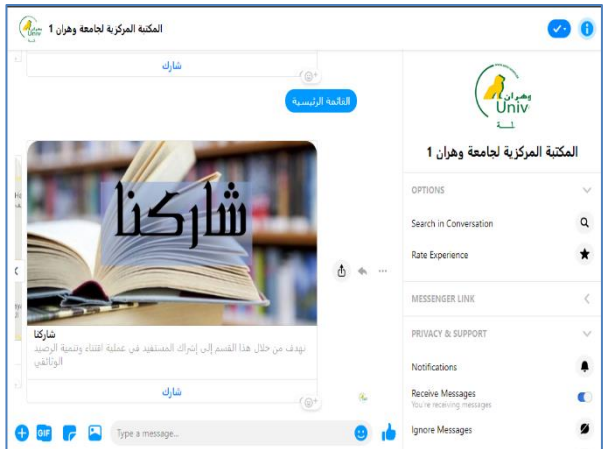 المكتبة المركزية لجامعة وهران 1
شارك
القائمة الرئيسية
شاركنا
شاركنا
نهدف من خلال هذا القسم إلى إشراك المستفيد في عملية اقتناء وتنمية الرصيد
الوثائقي
شارك
GIF
Type a message...
وهران
Univ
المكتبة المركزية لجامعة وهران 1
OPTIONS
Search in Conversation
Rate Experience
MESSENGER LINK
PRIVACY & SUPPORT
Notifications
Receive Messages
You're receiving messages
Ignore Messages